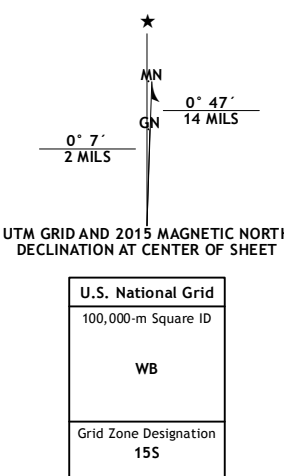 ★
MN
GN
0° 47´
14 MILS
0° 7´
2 MILS
UTM GRID AND 2015 MAGNETIC NORTH
DECLINATION AT CENTER OF SHEET
U.S. National Grid
100,000-m Square ID
WB
Grid Zone Designation
15S